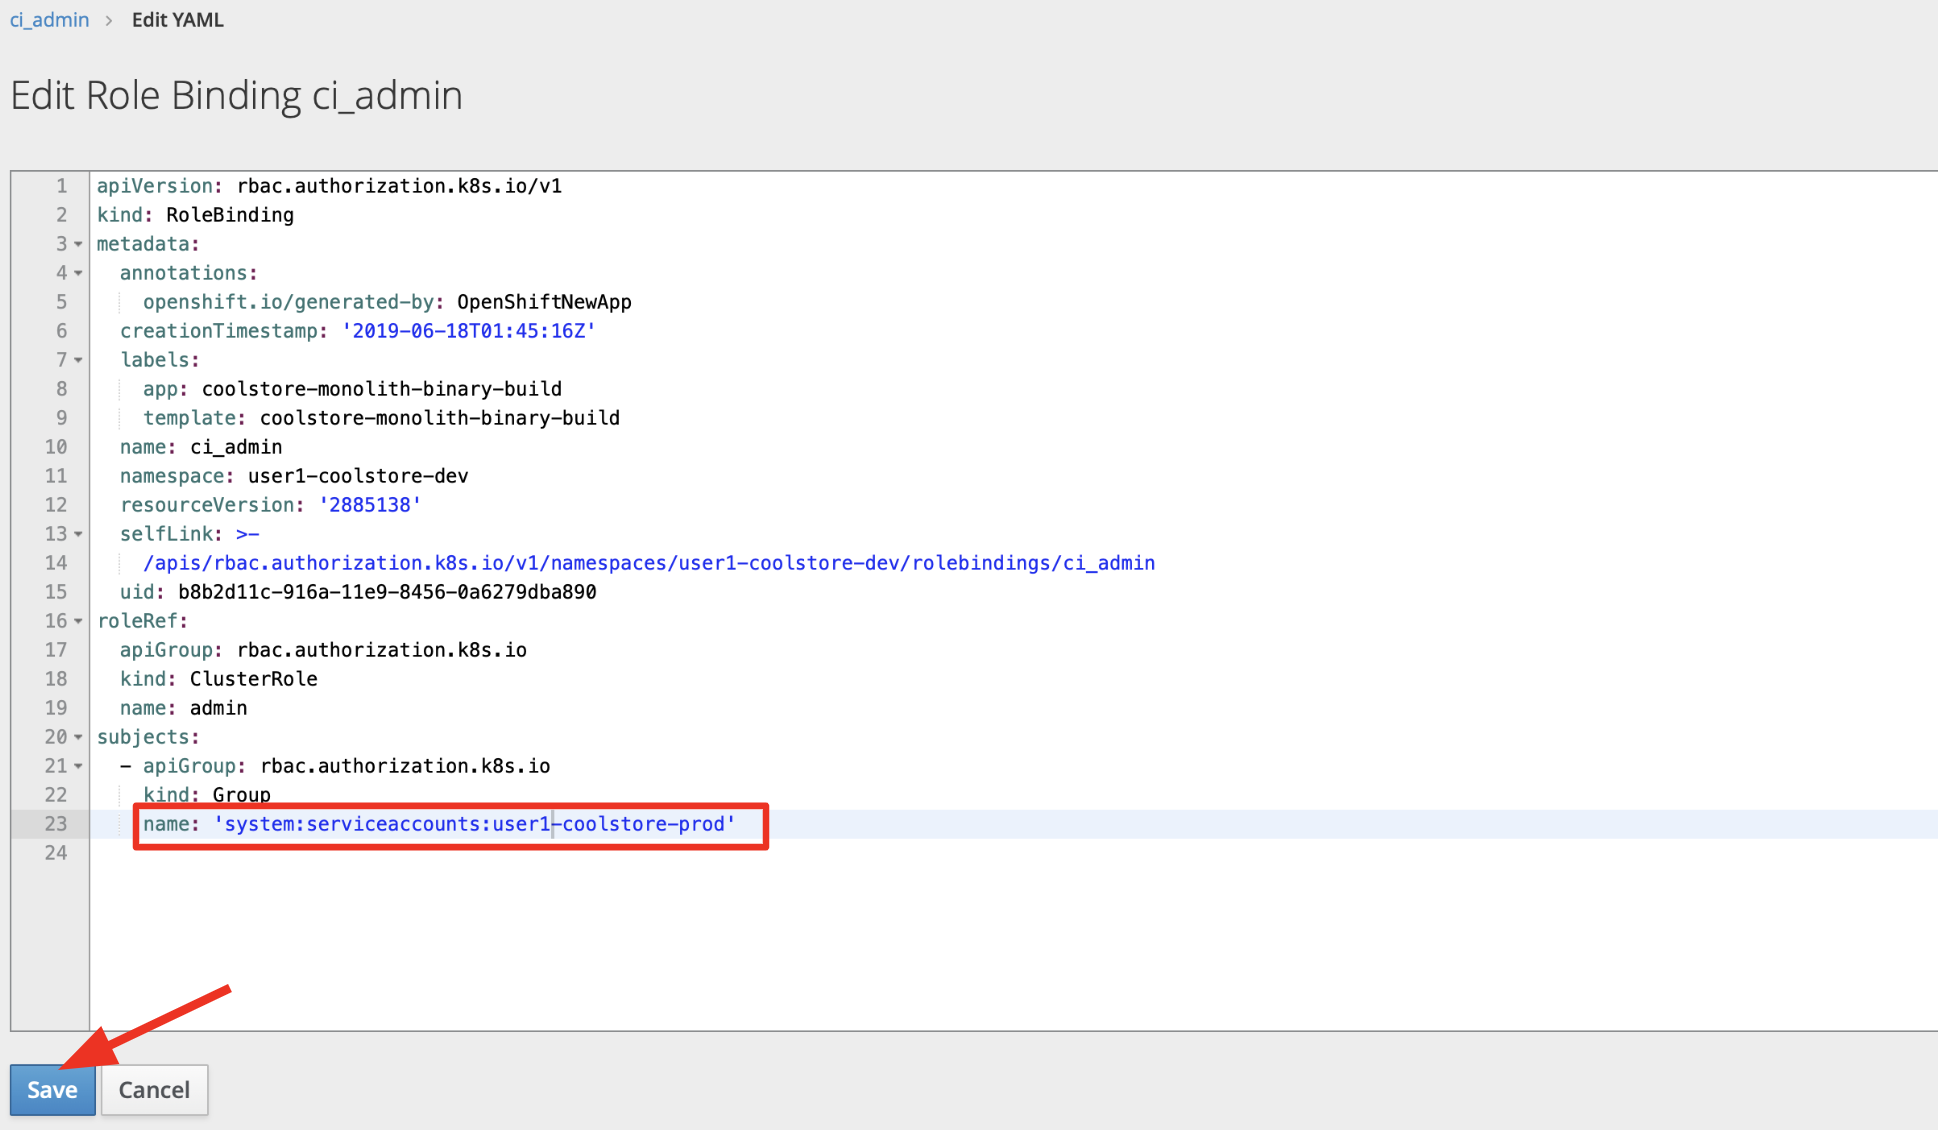 ci_admin > Edit YAML
Edit Role Binding ci_admin
1 apiVersion: rbac.authorization.k8s.io/v1
2 kind: RoleBinding
3 metadata:
4   annotations:
5     openshift.io/generated-by: OpenShiftNewApp
6   creationTimestamp: '2019-06-18T01:45:16Z'
7   labels:
8     app: coolstore-monolith-binary-build
9     template: coolstore-monolith-binary-build
10   name: ci_admin
11   namespace: user1-coolstore-dev
12   resourceVersion: '2885138'
13   selfLink: >-
14     /apis/rbac.authorization.k8s.io/v1/namespaces/user1-coolstore-dev/rolebindings/ci_admin
15   uid: b8b2d11c-916a-11e9-8456-0a6279dba890
16 roleRef:
17   apiGroup: rbac.authorization.k8s.io
18   kind: ClusterRole
19   name: admin
20 subjects:
21   - apiGroup: rbac.authorization.k8s.io
22     kind: Group
23     name: 'system:serviceaccounts:user1-coolstore-prod'
24
Save Cancel